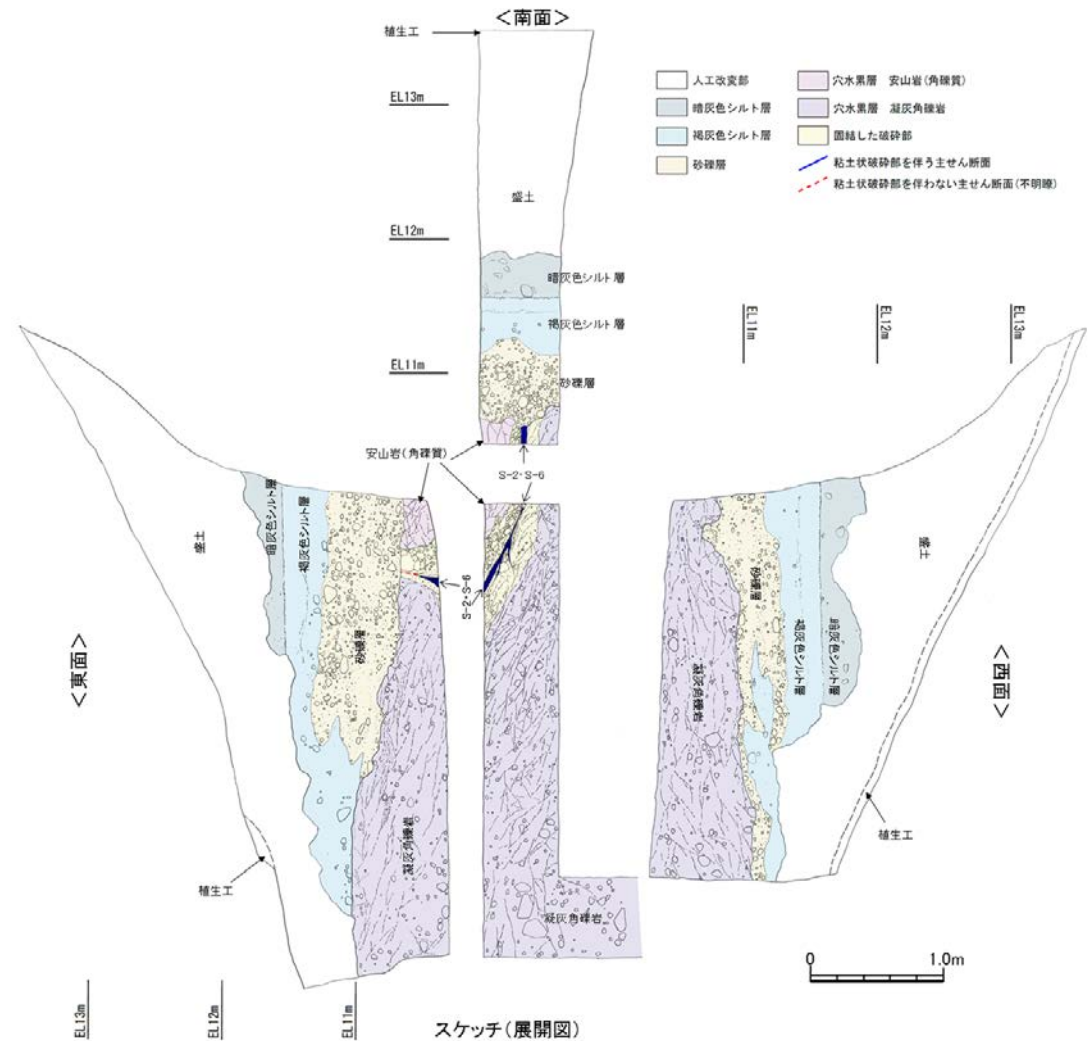 ＜南面＞
植生工
EL13m
盛土
EL12m
暗灰色シルト層
褐灰色シルト層
EL11m
砂礫層
安山岩(角礫質)
S-2・S-6
人工改変部
暗灰色シルト層
褐灰色シルト層
砂礫層
穴水累層 安山岩(角礫質)
穴水累層 凝灰角礫岩
固結した破砕部
粘土状破砕部を伴う主せん断面
粘土状破砕部を伴わない主せん断面(不明瞭)
EL11m
EL12m
EL13m
＜東面＞
盛土
暗灰色シルト層
褐灰色シルト層
砂礫層
凝灰角礫岩
S-2・S-6
植生工
EL13m
EL12m
EL11m
凝灰角礫岩
凝灰角礫岩
砂礫層
褐灰色シルト層
暗灰色シルト層
盛土
＜西面＞
植生工
0 1.0m
スケッチ(展開図)